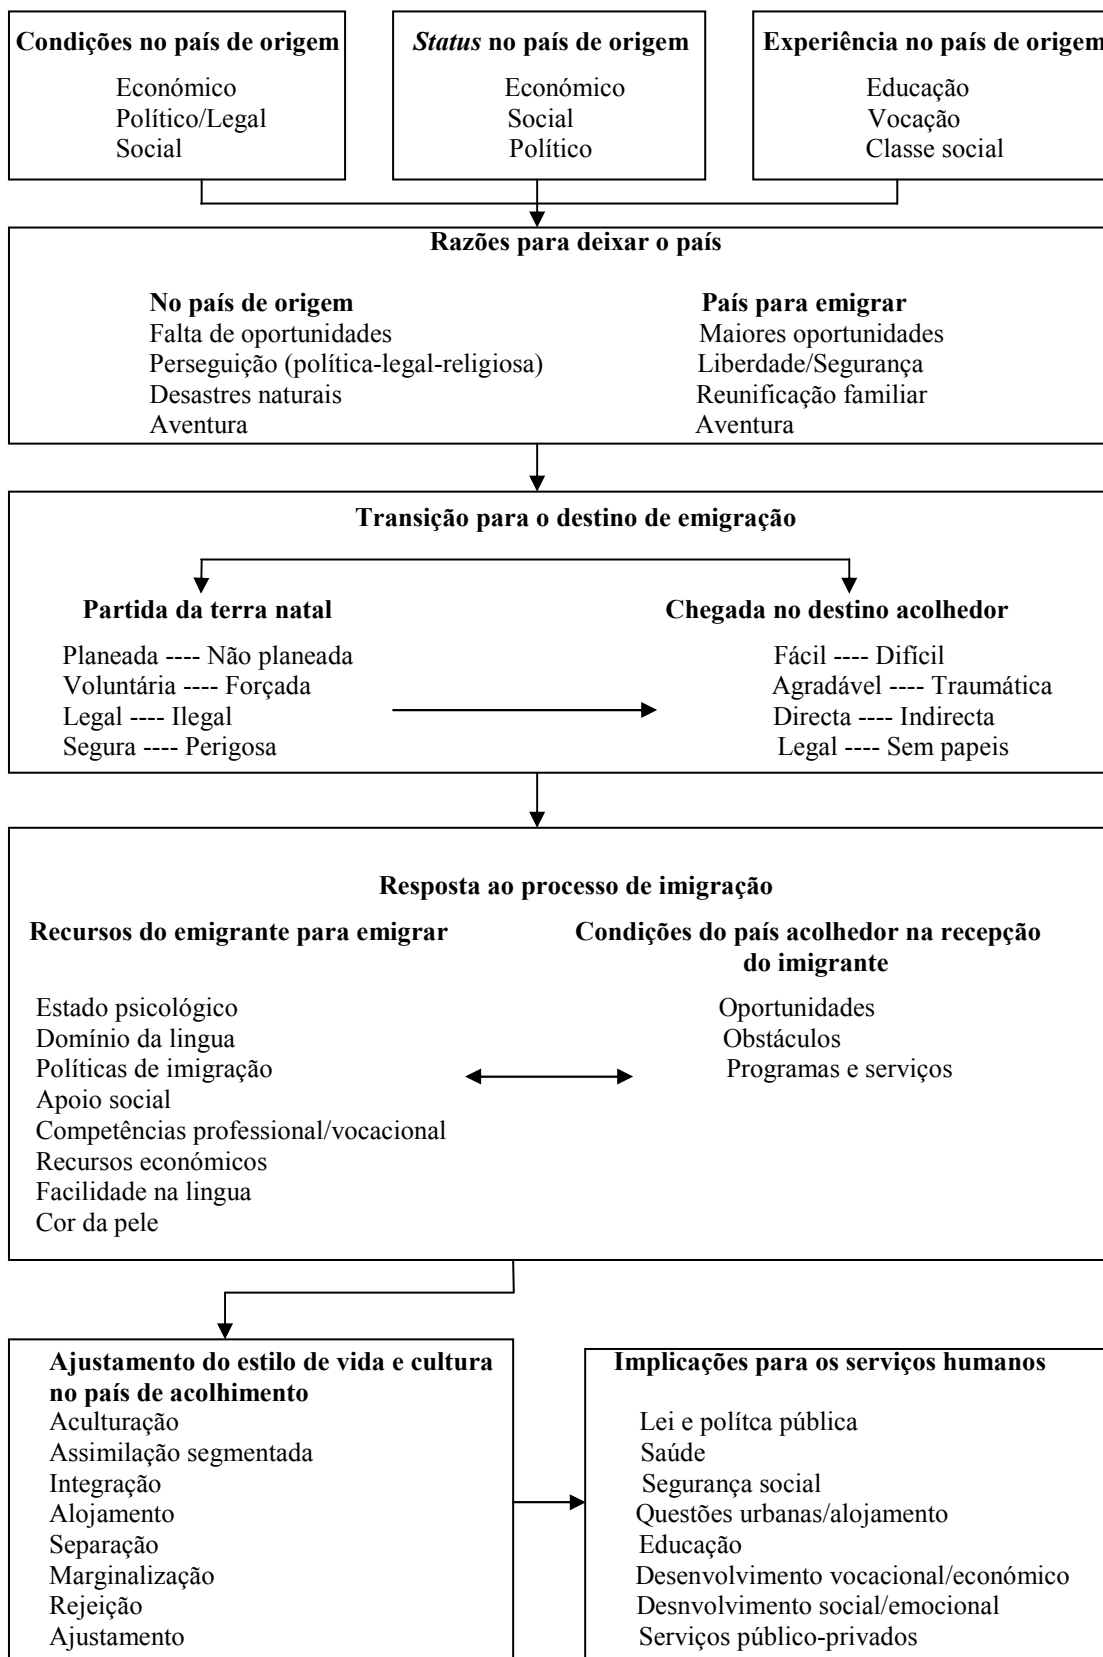 Condições no país de origem
Económico
Político/Legal
Social
Status no país de origem
Económico
Social
Político
Experiência no país de origem
Educação
Vocação
Classe social
Razões para deixar o país
No país de origem
Falta de oportunidades
Perseguição (política-legal-religiosa)
Desastres naturais
Aventura
País para emigrar
Maiores oportunidades
Liberdade/Segurança
Reunificação familiar
Aventura
Transição para o destino de emigração
Partida da terra natal
Planeada ---- Não planeada
Voluntária ---- Forçada
Legal ---- Ilegal
Segura ---- Perigosa
Chegada no destino acolhedor
Fácil ---- Difícil
Agradável ---- Traumática
Directa ---- Indirecta
Legal ---- Sem papeis
Resposta ao processo de imigração
Recursos do emigrante para emigrar
Estado psicológico
Domínio da lingua
Políticas de imigração
Apoio social
Competências professional/vocacional
Recursos económicos
Facilidade na lingua
Cor da pele
Condições do país acolhedor na recepção
do imigrante
Oportunidades
Obstáculos
Programas e serviços
Ajustamento do estilo de vida e cultura
no país de acolhimento
Aculturação
Assimilação segmentada
Integração
Alojamento
Separação
Marginalização
Rejeição
Ajustamento
Implicações para os serviços humanos
Lei e polítca pública
Saúde
Segurança social
Questões urbanas/alojamento
Educação
Desenvolvimento vocacional/económico
Desnvolvimento social/emocional
Serviços público-privados